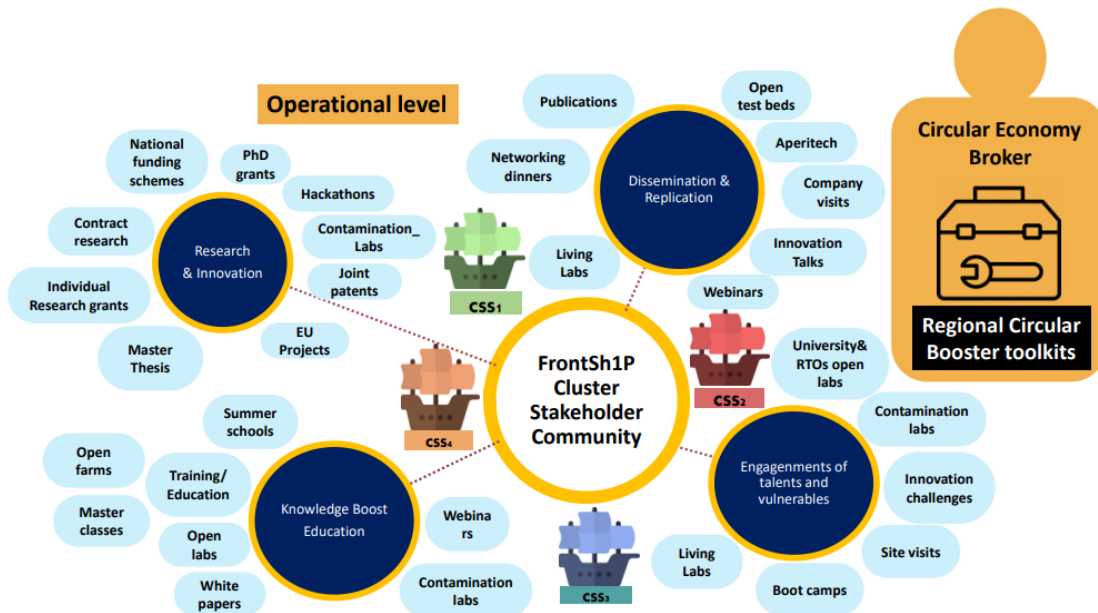 Operational level
National
funding
schemes
PhD
grants
Hackathons
Contract
research
Contamination_
Labs
Research
& Innovation
Individual
Research grants
Joint
patents
Master
Thesis
EU
Projects
Publications
Open
test beds
Networking
dinners
Aperitech
Dissemination &
Replication
Company
visits
Living
Labs
Innovation
Talks
Webinars
CSS1
CSS2
CSS4
CSS3
FrontSh1P
Cluster
Stakeholder
Community
Circular Economy
Broker
Regional Circular
Booster toolkits
University&
RTOs open
labs
Contamination
labs
Engagenments of
talents and
vulnerables
Innovation
challenges
Living
Labs
Site visits
Boot camps
Summer
schools
Open
farms
Training/
Education
Master
classes
Knowledge Boost
Education
Webina
rs
Open
labs
White
papers
Contamination
labs